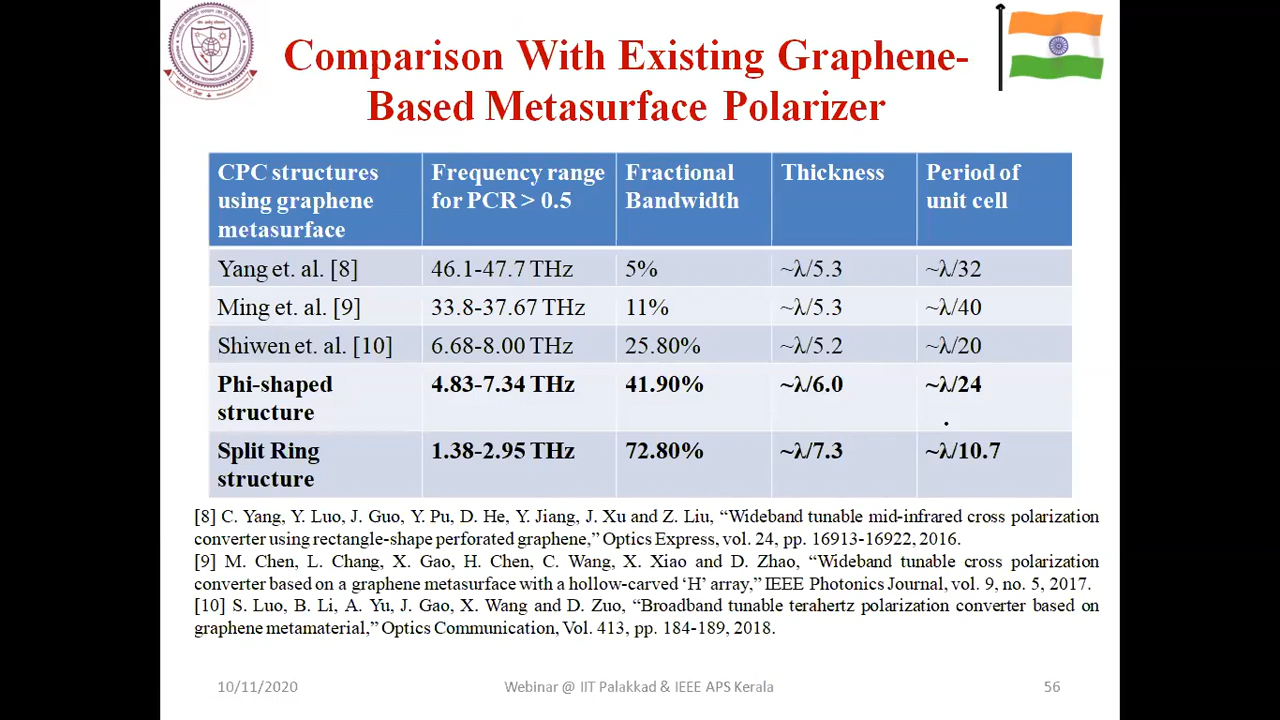 Comparison With Existing Graphene-
Based Metasurface Polarizer
CPC structures using graphene metasurface | Frequency range for PCR > 0.5 | Fractional Bandwidth | Thickness | Period of unit cell
Yang et. al. [8] | 46.1-47.7 THz | 5% | ~λ/5.3 | ~λ/32
Ming et. al. [9] | 33.8-37.67 THz | 11% | ~λ/5.3 | ~λ/40
Shiwen et. al. [10] | 6.68-8.00 THz | 25.80% | ~λ/5.2 | ~λ/20
Phi-shaped structure | 4.83-7.34 THz | 41.90% | ~λ/6.0 | ~λ/24
Split Ring structure | 1.38-2.95 THz | 72.80% | ~λ/7.3 | ~λ/10.7
[8] C. Yang, Y. Luo, J. Guo, Y. Pu, D. He, Y. Jiang, J. Xu and Z. Liu, “Wideband tunable mid-infrared cross polarization
converter using rectangle-shape perforated graphene,” Optics Express, vol. 24, pp. 16913-16922, 2016.
[9] M. Chen, L. Chang, X. Gao, H. Chen, C. Wang, X. Xiao and D. Zhao, “Wideband tunable cross polarization
converter based on a graphene metasurface with a hollow-carved ‘H’ array,” IEEE Photonics Journal, vol. 9, no. 5, 2017.
[10] S. Luo, B. Li, A. Yu, J. Gao, X. Wang and D. Zuo, “Broadband tunable terahertz polarization converter based on
graphene metamaterial,” Optics Communication, Vol. 413, pp. 184-189, 2018.
10/11/2020
Webinar @ IIT Palakkad & IEEE APS Kerala
56